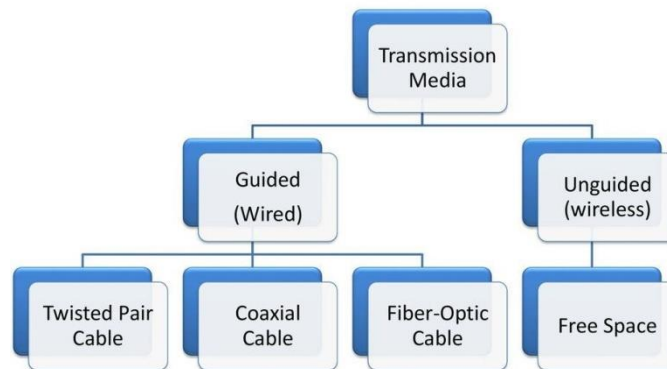 Transmission
Media
Guided
(Wired)
Unguided
(wireless)
Twisted Pair
Cable
Coaxial
Cable
Fiber-Optic
Cable
Free Space